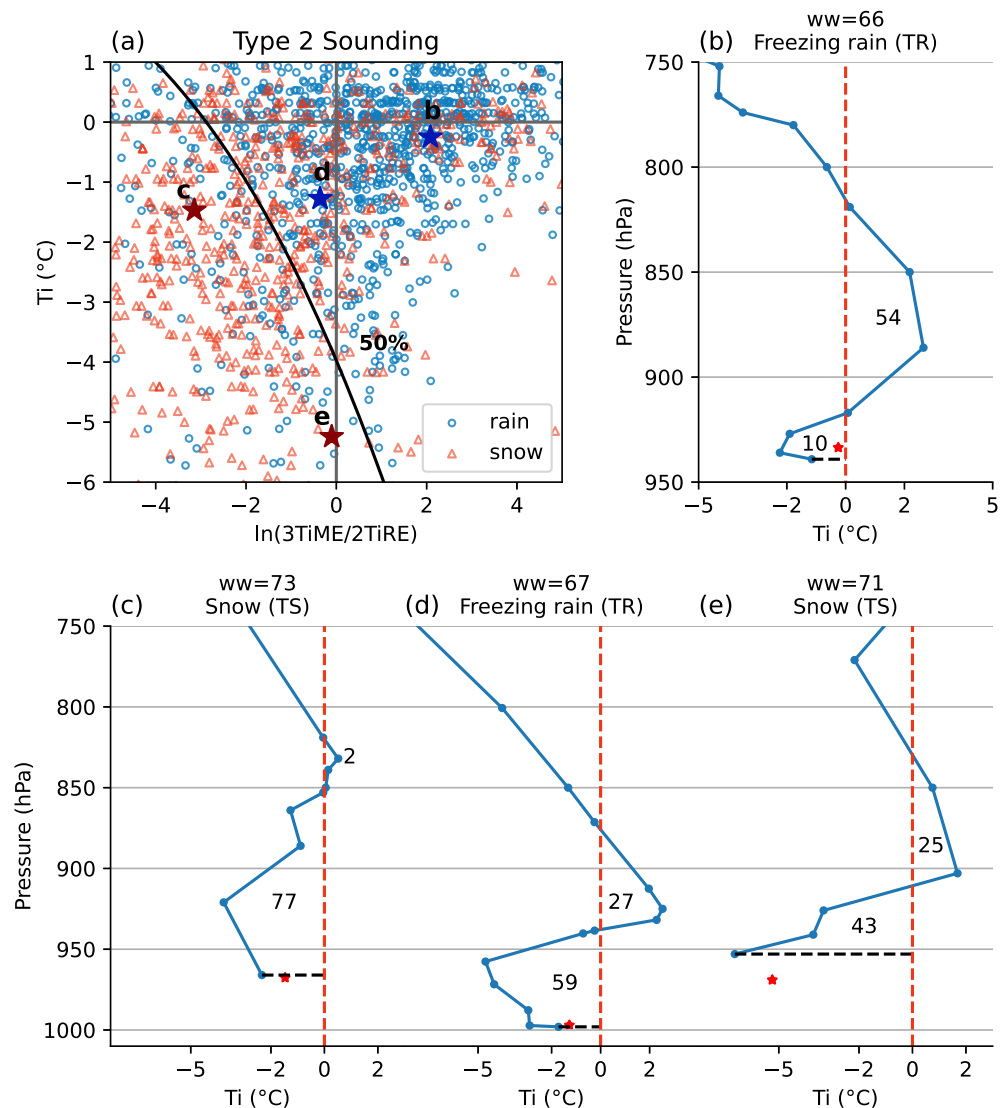 (a) Type 2 Sounding
1
0
−1
−2
−3
−4
−5
−6
Ti (°C)
b
d
c
e
50%
rain
snow
−4 −2 0 2 4
ln(3TiME/2TiRE)
ww=66
(b) Freezing rain (TR)
750
800
850
900
950
Pressure (hPa)
54
10
−5 −2 0 2 5
Ti (°C)
ww=73
(c) Snow (TS)
750
800
850
900
950
1000
Pressure (hPa)
2
77
−5 −2 0 2
Ti (°C)
ww=67
(d) Freezing rain (TR)
27
59
−5 −2 0 2
Ti (°C)
ww=71
(e) Snow (TS)
25
43
−5 −2 0 2
Ti (°C)